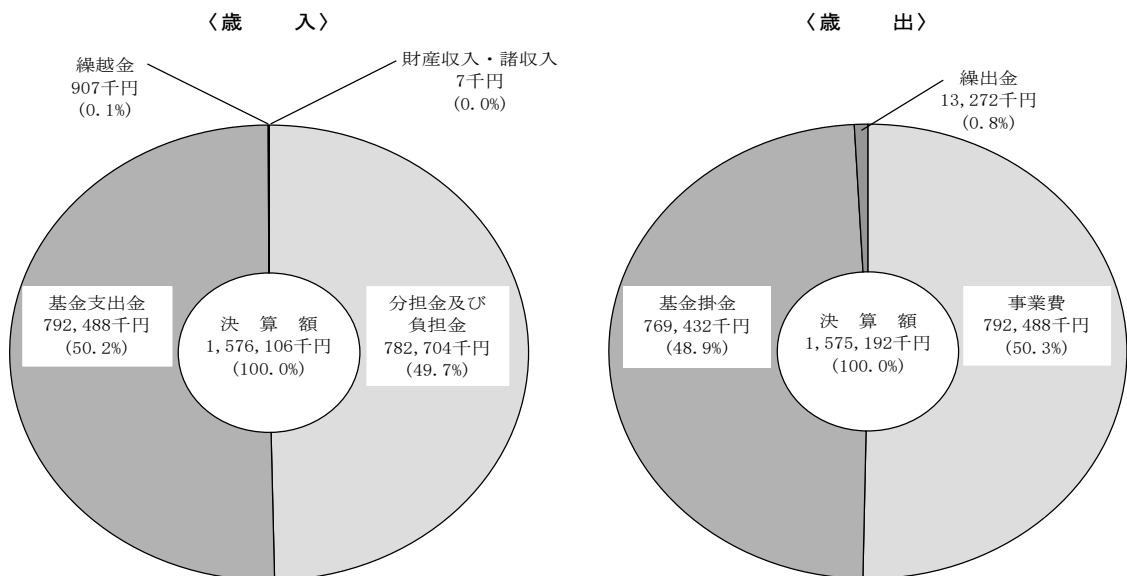 〈歳　　入〉
繰越金
907千円
(0.1%)
財産収入・諸収入
7千円
(0.0%)
基金支出金
792,488千円
(50.2%)
決　算　額
1,576,106千円
(100.0%)
分担金及び
負担金
782,704千円
(49.7%)
〈歳　　出〉
繰出金
13,272千円
(0.8%)
基金掛金
769,432千円
(48.9%)
決　算　額
1,575,192千円
(100.0%)
事業費
792,488千円
(50.3%)